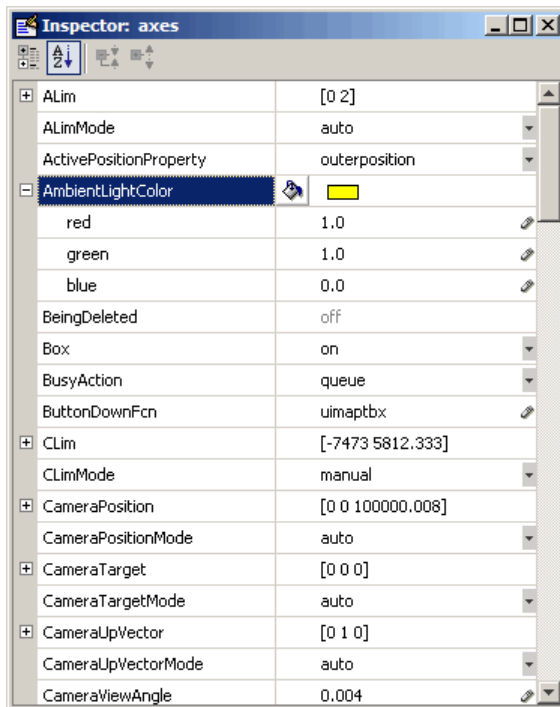 Inspector: axes
ALim [0 2]
ALimMode auto
ActivePositionProperty outerposition
AmbientLightColor
red 1.0
green 1.0
blue 0.0
BeingDeleted off
Box on
BusyAction queue
ButtonDownFcn uimaptbx
CLim [-7473 5812.333]
CLimMode manual
CameraPosition [0 0 100000.008]
CameraPositionMode auto
CameraTarget [0 0 0]
CameraTargetMode auto
CameraUpVector [0 1 0]
CameraUpVectorMode auto
CameraViewAngle 0.004